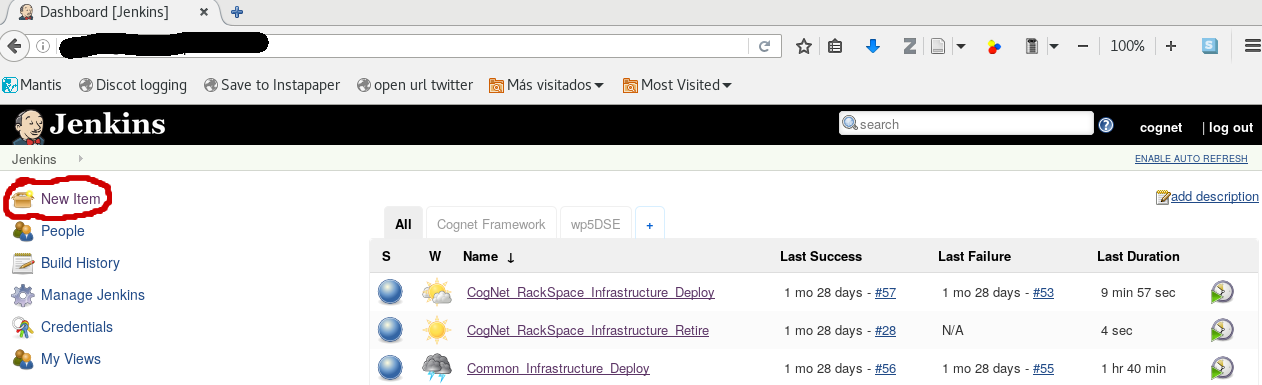 Dashboard [Jenkins]
100%
Mantis Discot logging Save to Instapaper open url twitter Más visitados Most Visited
Jenkins search cognet | log out
Jenkins ENABLE AUTO REFRESH
New Item add description
People All Cognet Framework wp5DSE +
Build History S W Name ↓ Last Success Last Failure Last Duration
Manage Jenkins CogNet_RackSpace_Infrastructure_Deploy 1 mo 28 days - #57 1 mo 28 days - #53 9 min 57 sec
Credentials CogNet_RackSpace_Infrastructure_Retire 1 mo 28 days - #28 N/A 4 sec
My Views Common_Infrastructure_Deploy 1 mo 28 days - #56 1 mo 28 days - #55 1 hr 40 min